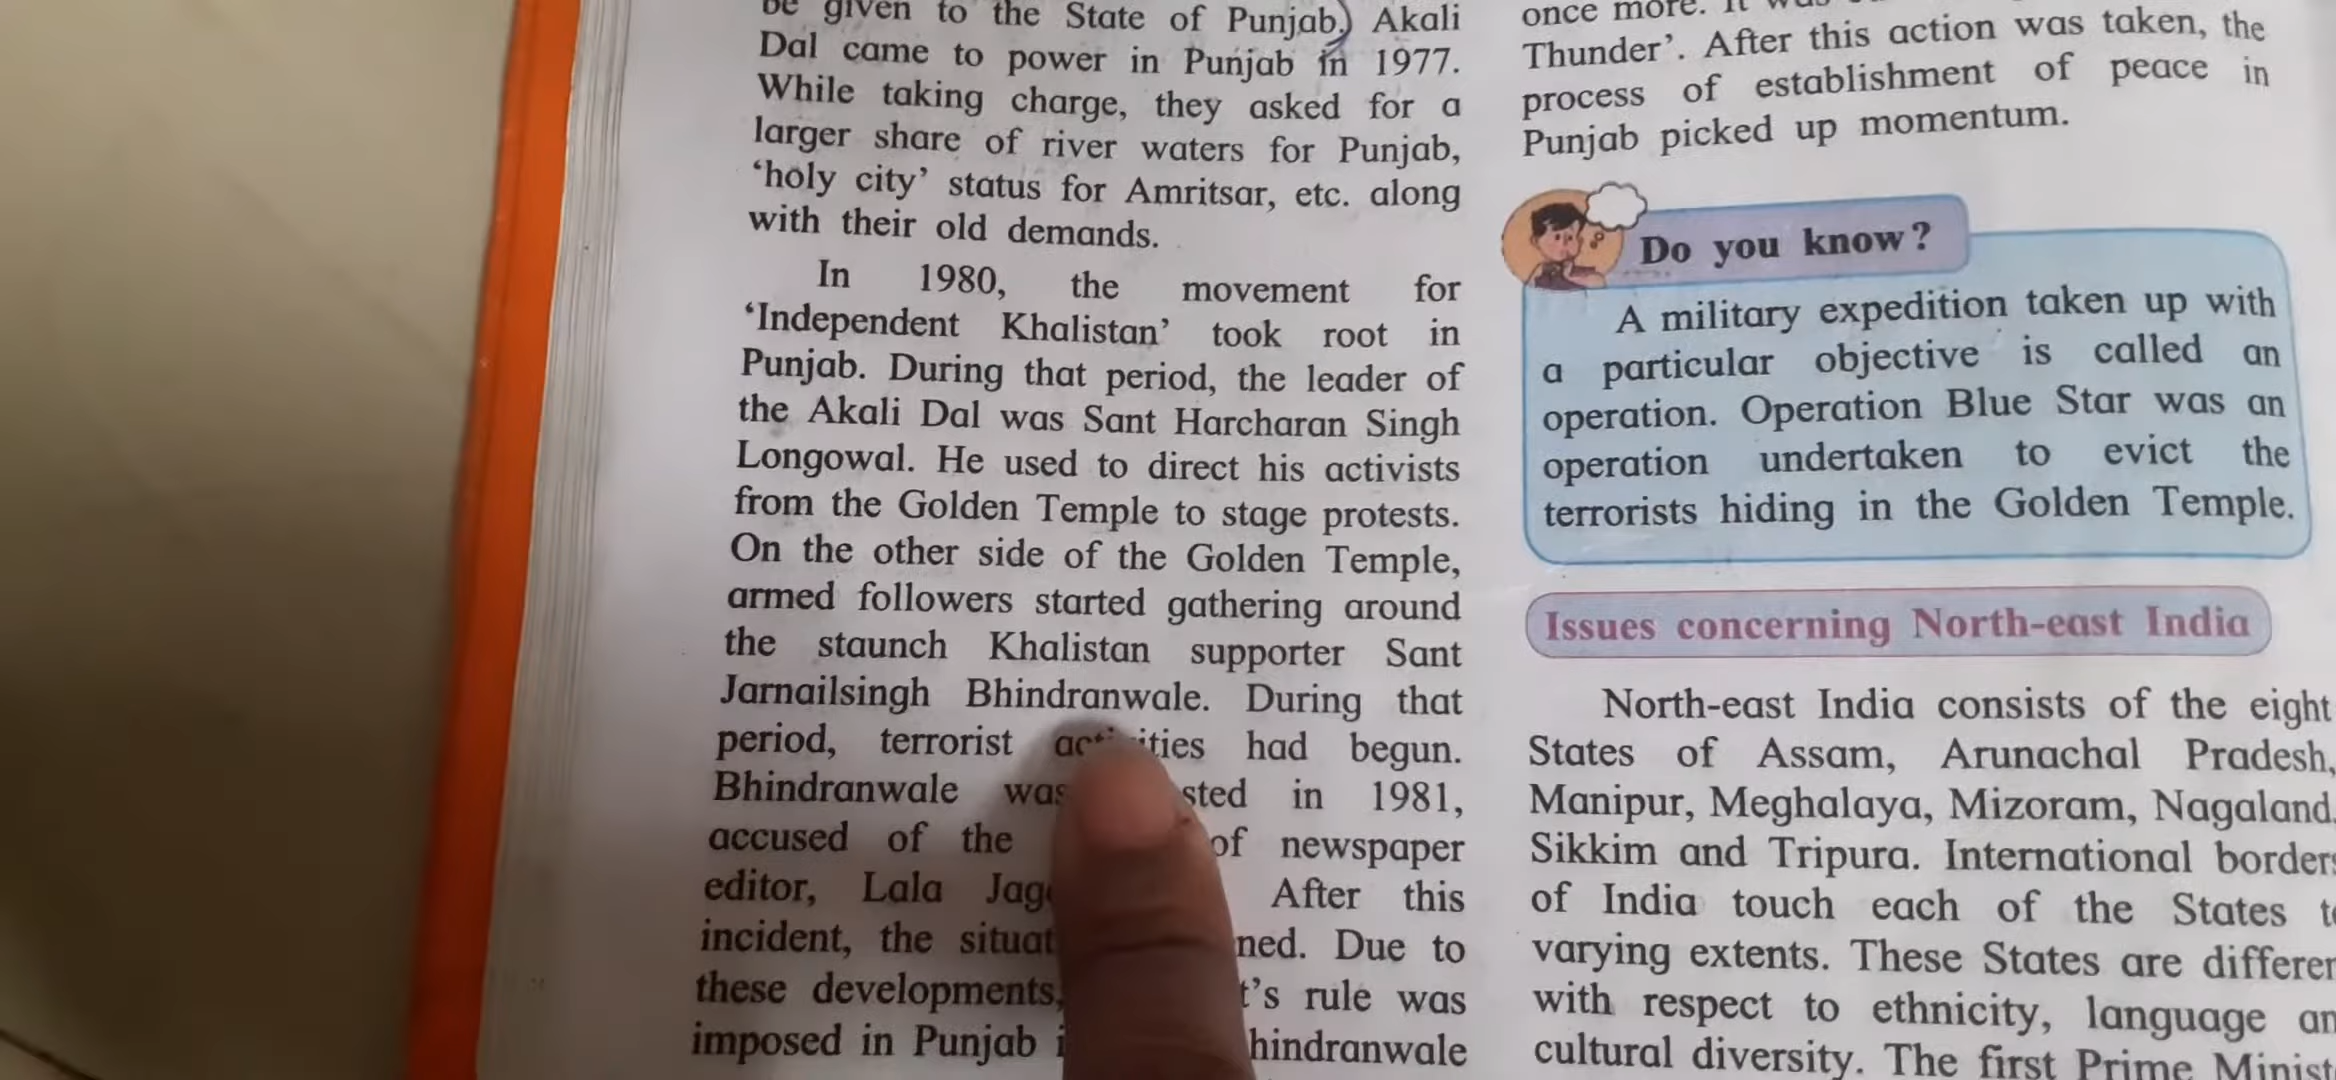 be given to the State of Punjab.) Akali
Dal came to power in Punjab in 1977.
While taking charge, they asked for a
larger share of river waters for Punjab,
‘holy city’ status for Amritsar, etc. along
with their old demands.
In 1980, the movement for
‘Independent Khalistan’ took root in
Punjab. During that period, the leader of
the Akali Dal was Sant Harcharan Singh
Longowal. He used to direct his activists
from the Golden Temple to stage protests.
On the other side of the Golden Temple,
armed followers started gathering around
the staunch Khalistan supporter Sant
Jarnailsingh Bhindranwale. During that
period, terrorist activities had begun.
Bhindranwale was in 1981,
accused of the of newspaper
editor, Lala After this
incident, the Due to
these developments, rule was
imposed in Punjab
once more. It
Thunder’. After this action was taken, the
process of establishment of peace in
Punjab picked up momentum.
Do you know?
A military expedition taken up with
a particular objective is called an
operation. Operation Blue Star was an
operation undertaken to evict the
terrorists hiding in the Golden Temple.
Issues concerning North-east India
North-east India consists of the eight
States of Assam, Arunachal Pradesh,
Manipur, Meghalaya, Mizoram, Nagaland,
Sikkim and Tripura. International
of India touch each of the States
varying extents. These States are
with respect to ethnicity, language
cultural diversity. The first Prime